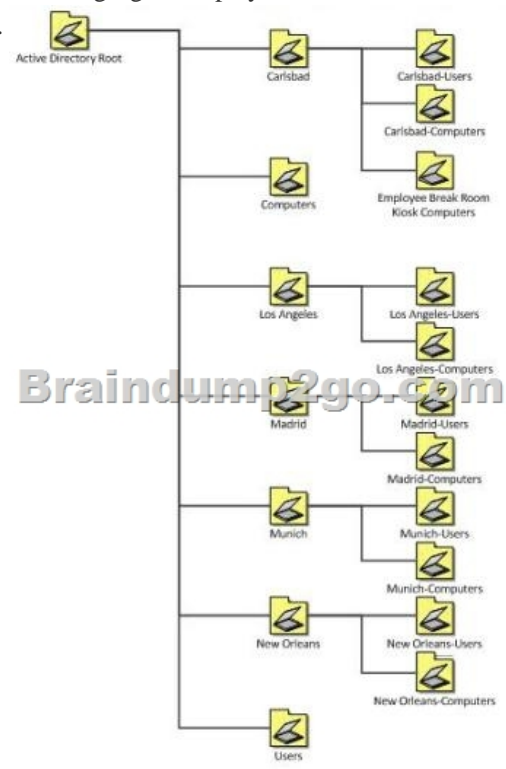 Active Directory Root
Carlsbad
Carlsbad-Users
Carlsbad-Computers
Computers
Employee Break Room
Kiosk Computers
Los Angeles
Los Angeles-Users
Los Angeles-Computers
Braindump2go.com
Madrid
Madrid-Users
Madrid-Computers
Munich
Munich-Users
Munich-Computers
New Orleans
New Orleans-Users
New Orleans-Computers
Users